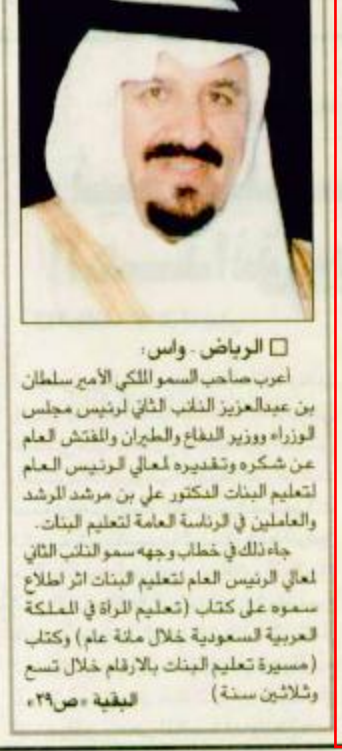 □ الرياض - واس:
أعرب صاحب السمو الملكي الأمير سلطان
بن عبدالعزيز النائب الثاني لرئيس مجلس
الوزراء ووزير الدفاع والطيران والمفتش العام
عن شكره وتقديره لمعالي الرئيس العام
لتعليم البنات الدكتور علي بن مرشد المرشد
والعاملين في الرئاسة العامة لتعليم البنات.
جاء ذلك في خطاب وجهه سمو النائب الثاني
لمعالي الرئيس العام لتعليم البنات اثر اطلاع
سموه على كتاب (تعليم المرأة في المملكة
العربية السعودية خلال مائة عام) وكتاب
(مسيرة تعليم البنات بالارقام خلال تسع
وثلاثين سنة) البقية «ص٢٩»